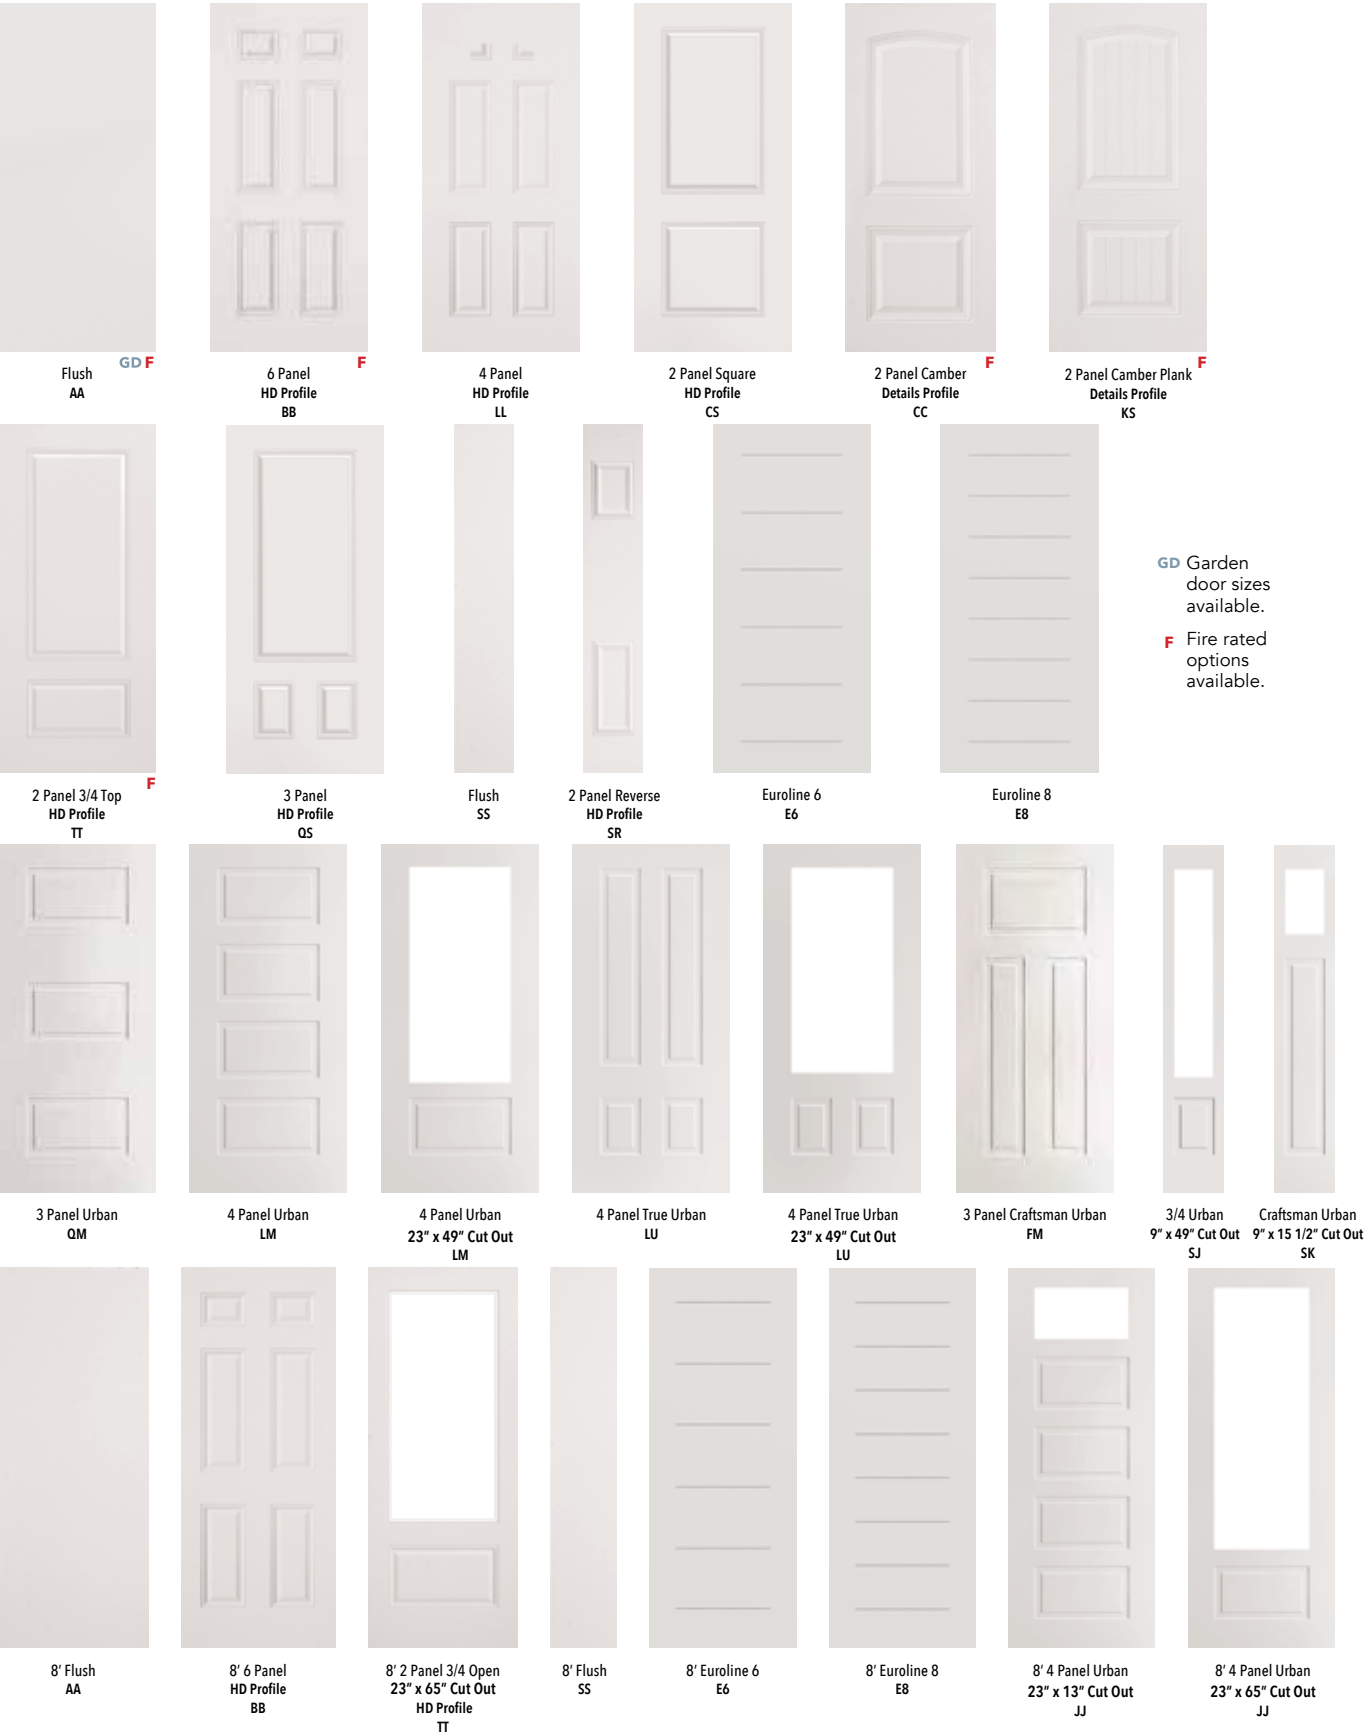 GD F
Flush
AA
F
6 Panel
HD Profile
BB
4 Panel
HD Profile
LL
2 Panel Square
HD Profile
CS
F
2 Panel Camber
Details Profile
CC
F
2 Panel Camber Plank
Details Profile
KS
GD Garden
door sizes
available.
F Fire rated
options
available.
F
2 Panel 3/4 Top
HD Profile
TT
3 Panel
HD Profile
QS
Flush
SS
2 Panel Reverse
HD Profile
SR
Euroline 6
E6
Euroline 8
E8
3 Panel Urban
QM
4 Panel Urban
LM
4 Panel Urban
23” x 49” Cut Out
LM
4 Panel True Urban
LU
4 Panel True Urban
23” x 49” Cut Out
LU
3 Panel Craftsman Urban
FM
3/4 Urban
9” x 49” Cut Out
SJ
Craftsman Urban
9” x 15 1/2” Cut Out
SK
8’ Flush
AA
8’ 6 Panel
HD Profile
BB
8’ 2 Panel 3/4 Open
23” x 65” Cut Out
HD Profile
TT
8’ Flush
SS
8’ Euroline 6
E6
8’ Euroline 8
E8
8’ 4 Panel Urban
23” x 13” Cut Out
JJ
8’ 4 Panel Urban
23” x 65” Cut Out
JJ